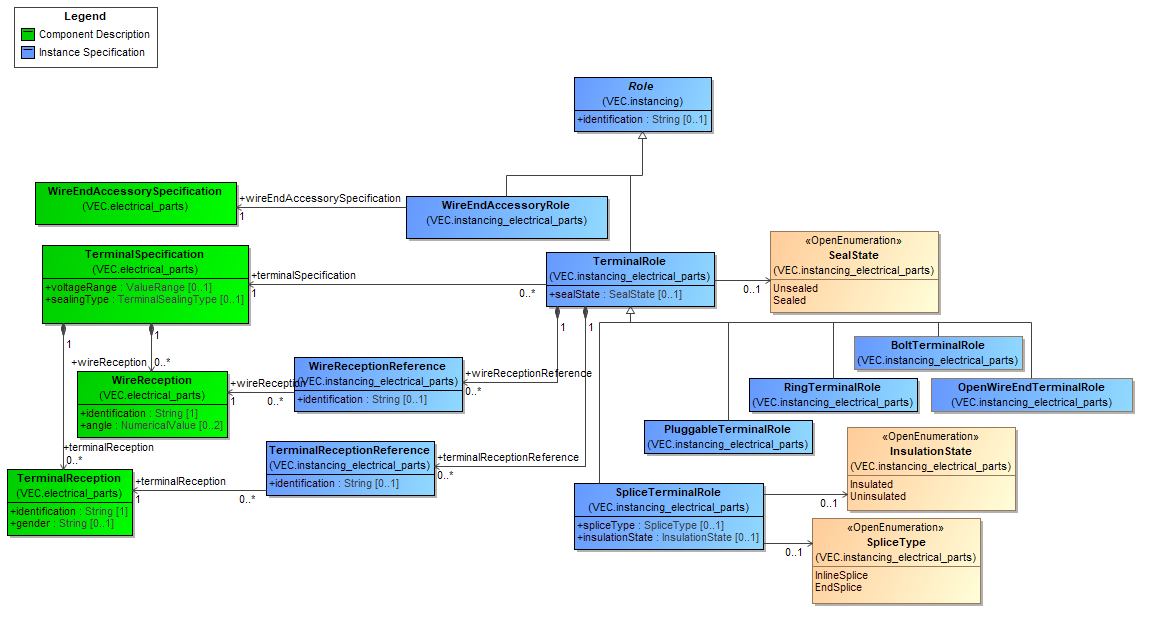 Legend
Component Description
Instance Specification
Role
(VEC.instancing)
+identification : String [0..1]
WireEndAccessorySpecification
(VEC.electrical_parts)
+wireEndAccessorySpecification
1
WireEndAccessoryRole
(VEC.instancing_electrical_parts)
TerminalSpecification
(VEC.electrical_parts)
+voltageRange : ValueRange [0..1]
+sealingType : TerminalSealingType [0..1]
+terminalSpecification
1
0..*
TerminalRole
(VEC.instancing_electrical_parts)
+sealState : SealState [0..1]
0..1
«OpenEnumeration»
SealState
(VEC.instancing_electrical_parts)
Unsealed
Sealed
1
1
1
1
+wireReception
0..*
WireReception
(VEC.electrical_parts)
+identification : String [1]
+angle : NumericalValue [0..2]
+wireReception
1
0..*
WireReceptionReference
(VEC.instancing_electrical_parts)
+identification : String [0..1]
+wireReceptionReference
0..*
BoltTerminalRole
(VEC.instancing_electrical_parts)
RingTerminalRole
(VEC.instancing_electrical_parts)
OpenWireEndTerminalRole
(VEC.instancing_electrical_parts)
PluggableTerminalRole
(VEC.instancing_electrical_parts)
+terminalReception
0..*
TerminalReception
(VEC.electrical_parts)
+identification : String [1]
+gender : String [0..1]
+terminalReception
1
0..*
TerminalReceptionReference
(VEC.instancing_electrical_parts)
+identification : String [0..1]
+terminalReceptionReference
0..*
«OpenEnumeration»
InsulationState
(VEC.instancing_electrical_parts)
Insulated
Uninsulated
SpliceTerminalRole
(VEC.instancing_electrical_parts)
+spliceType : SpliceType [0..1]
+insulationState : InsulationState [0..1]
0..1
0..1
«OpenEnumeration»
SpliceType
(VEC.instancing_electrical_parts)
InlineSplice
EndSplice